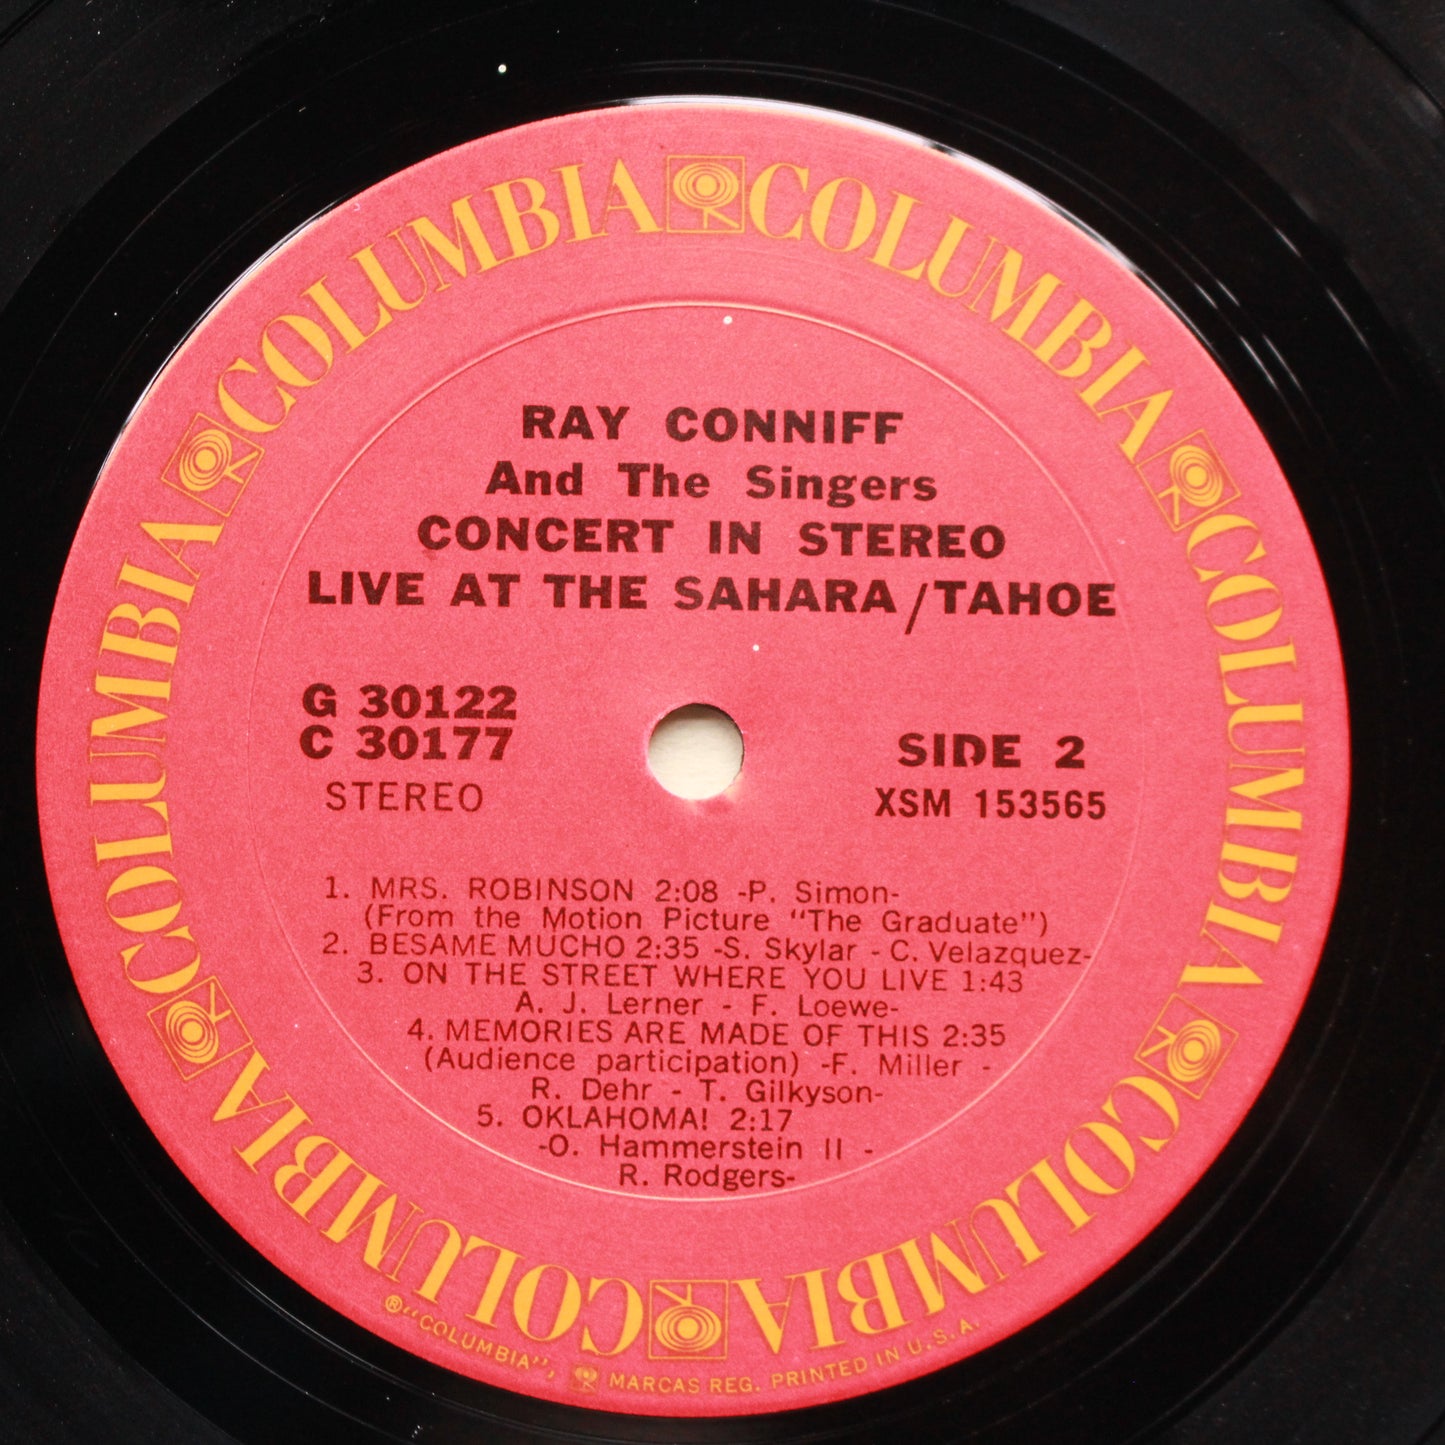 COLUMBIA COLUMBIA COLUMBIA COLUMBIA COLUMBIA COLUMBIA COLUMBIA COLUMBIA
RAY CONNIFF
And The Singers
CONCERT IN STEREO
LIVE AT THE SAHARA/TAHOE
G 30122
C 30177
STEREO
SIDE 2
XSM 153565
1. MRS. ROBINSON 2:08 -P. Simon-
(From the Motion Picture "The Graduate")
2. BESAME MUCHO 2:35 -S. Skylar - C. Velazquez-
3. ON THE STREET WHERE YOU LIVE 1:43
A. J. Lerner - F. Loewe-
4. MEMORIES ARE MADE OF THIS 2:35
(Audience participation) -F. Miller -
R. Dehr - T. Gilkyson-
5. OKLAHOMA! 2:17
-O. Hammerstein II -
R. Rodgers-
® "COLUMBIA", MARCAS REG. PRINTED IN U.S.A.